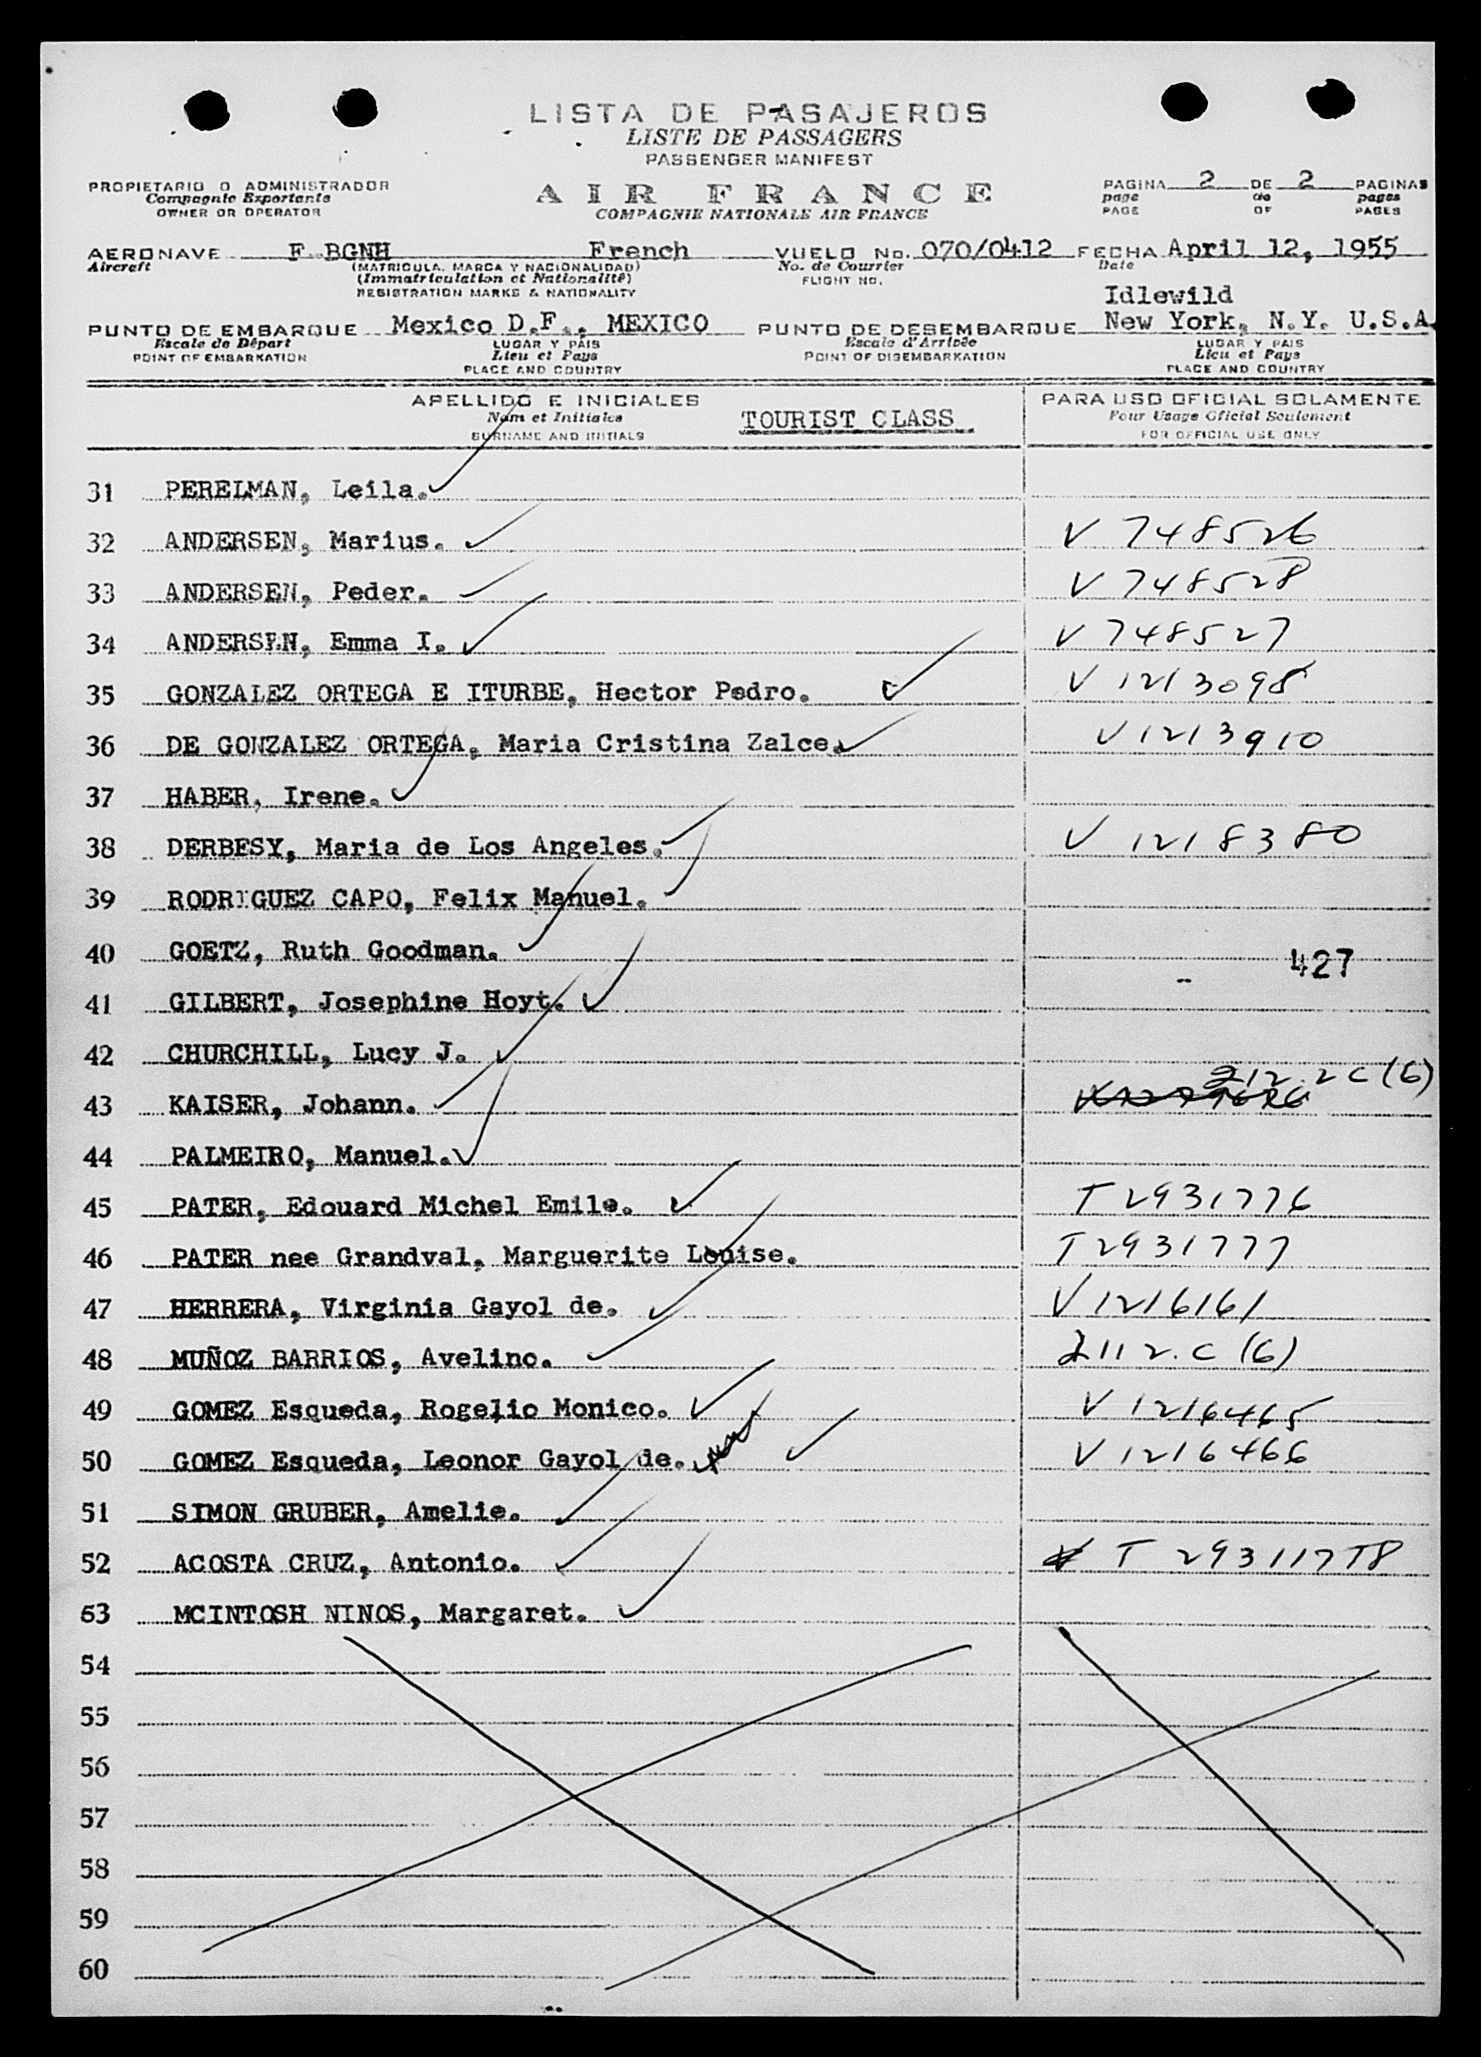 LISTA DE PASAJEROS
LISTE DE PASSAGERS
PASSENGER MANIFEST
PROPIETARIO O ADMINISTRADOR
Compagnie Exportante
OWNER OR OPERATOR
AIR FRANCE
COMPAGNIE NATIONALE AIR FRANCE
PAGINA 2 DE 2 PAGINAS
page de pages
PAGE OF PAGES
AERONAVE F BGNH French VUELO No. 070/0412 FECHA April 12, 1955
Aircraft (MATRICULA, MARCA Y NACIONALIDAD) No. de Courrier Date
(Immatriculation et Nationalité) FLIGHT NO.
REGISTRATION MARKS & NATIONALITY
Idlewild
PUNTO DE EMBARQUE Mexico D.F., MEXICO PUNTO DE DESEMBARQUE New York, N.Y. U.S.A.
Escale de Départ LUGAR Y PAIS Escale d'Arrivée LUGAR Y PAIS
POINT OF EMBARKATION Lieu et Pays POINT OF DISEMBARKATION Lieu et Pays
PLACE AND COUNTRY PLACE AND COUNTRY
APELLIDO E INICIALES PARA USO OFICIAL SOLAMENTE
Nom et Initiales TOURIST CLASS Pour Usage Oficial Seulement
SURNAME AND INITIALS FOR OFFICIAL USE ONLY
31 PERELMAN, Leila.
32 ANDERSEN, Marius. V 748526
33 ANDERSEN, Peder. V 748528
34 ANDERSEN, Emma I. V 748527
35 GONZALEZ ORTEGA E ITURBE, Hector Pedro. V 1213098
36 DE GONZALEZ ORTEGA, Maria Cristina Zalce. V 1213910
37 HABER, Irene.
38 DERBESY, Maria de Los Angeles. V 1218380
39 RODRIGUEZ CAPO, Felix Manuel.
40 GOETZ, Ruth Goodman. 427
41 GILBERT, Josephine Hoyt.
42 CHURCHILL, Lucy J.
43 KAISER, Johann. 212.2C(6)
44 PALMEIRO, Manuel.
45 PATER, Edouard Michel Emile. T 2931776
46 PATER nee Grandval, Marguerite Louise. T2931777
47 HERRERA, Virginia Gayol de. V1216161
48 MUÑOZ BARRIOS, Avelino. 2112.C (6)
49 GOMEZ Esqueda, Rogelio Monico. V 1216465
50 GOMEZ Esqueda, Leonor Gayol de. V 1216466
51 SIMON GRUBER, Amelie.
52 ACOSTA CRUZ, Antonio. T 29311778
53 MCINTOSH NINOS, Margaret.
54
55
56
57
58
59
60